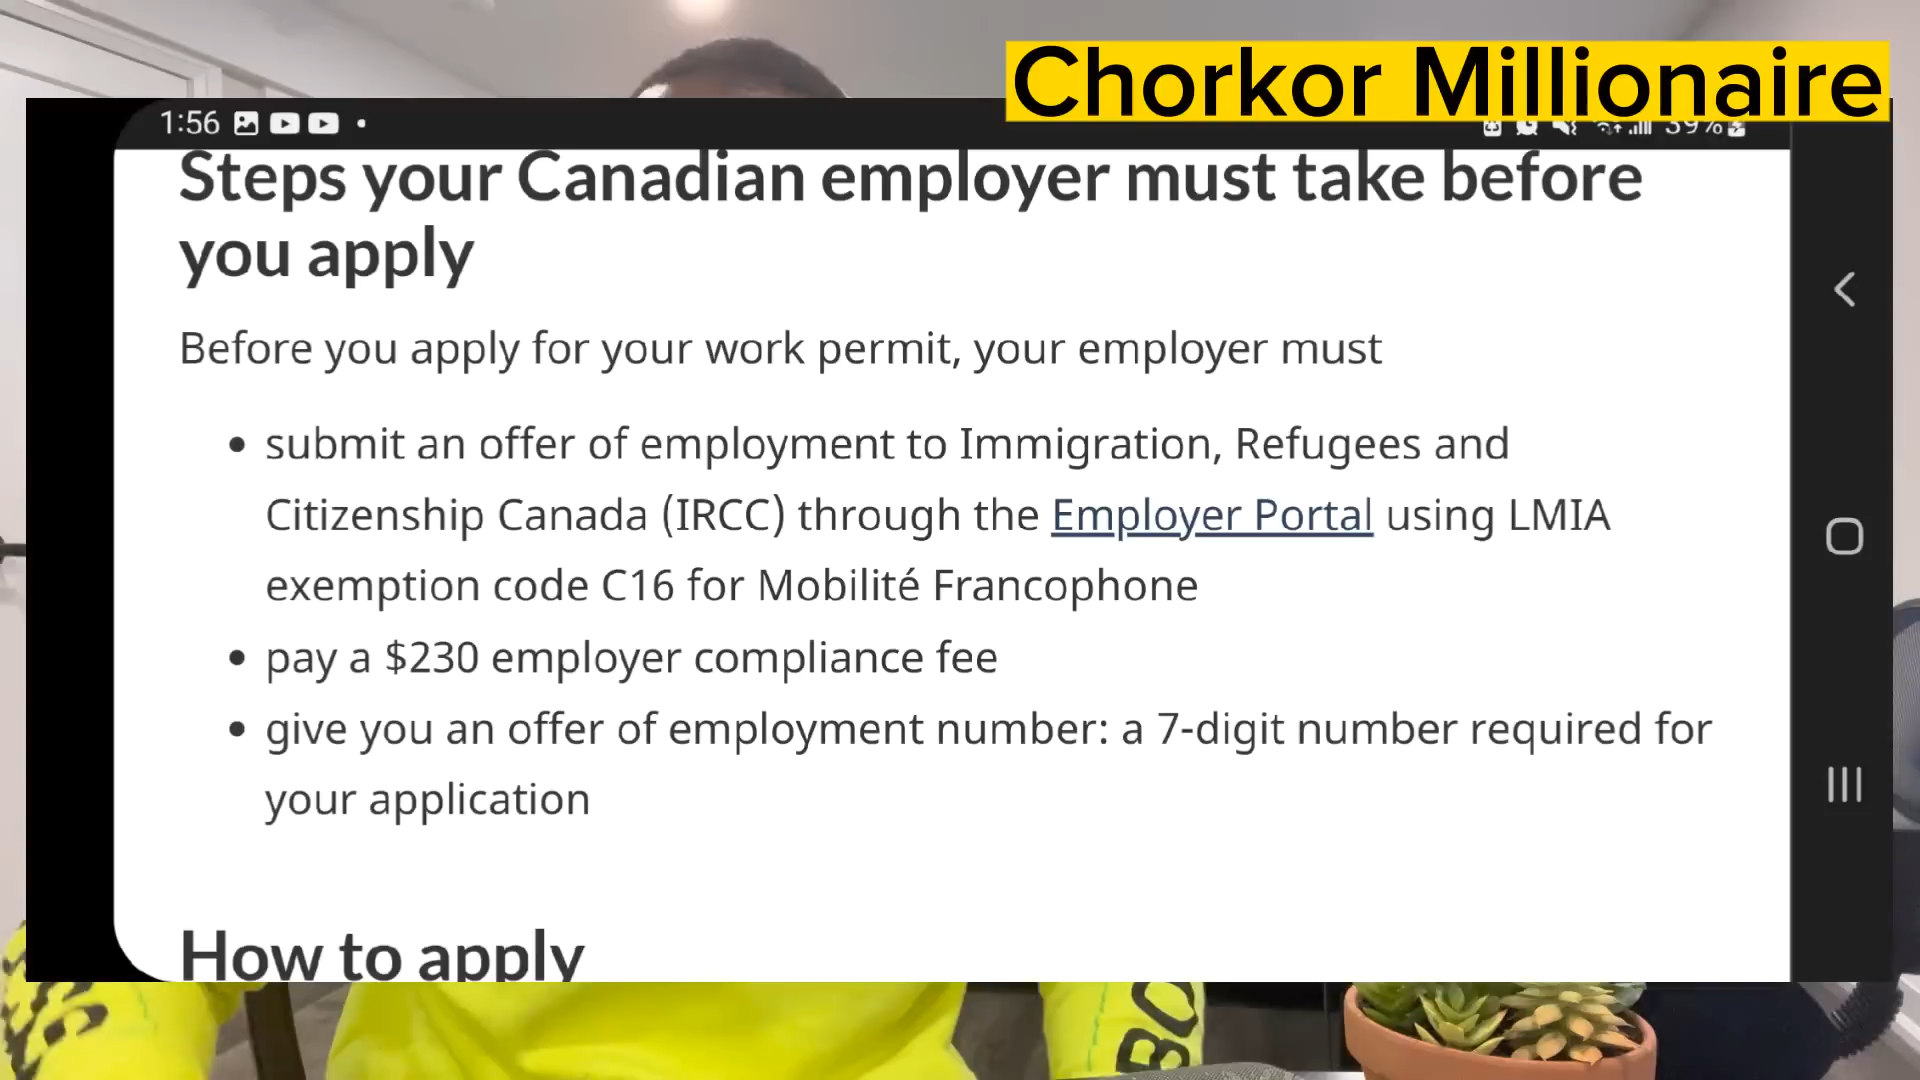 Chorkor Millionaire
1:56
39%
Steps your Canadian employer must take before
you apply
Before you apply for your work permit, your employer must
• submit an offer of employment to Immigration, Refugees and
Citizenship Canada (IRCC) through the Employer Portal using LMIA
exemption code C16 for Mobilité Francophone
• pay a $230 employer compliance fee
• give you an offer of employment number: a 7-digit number required for
your application
How to apply
BO